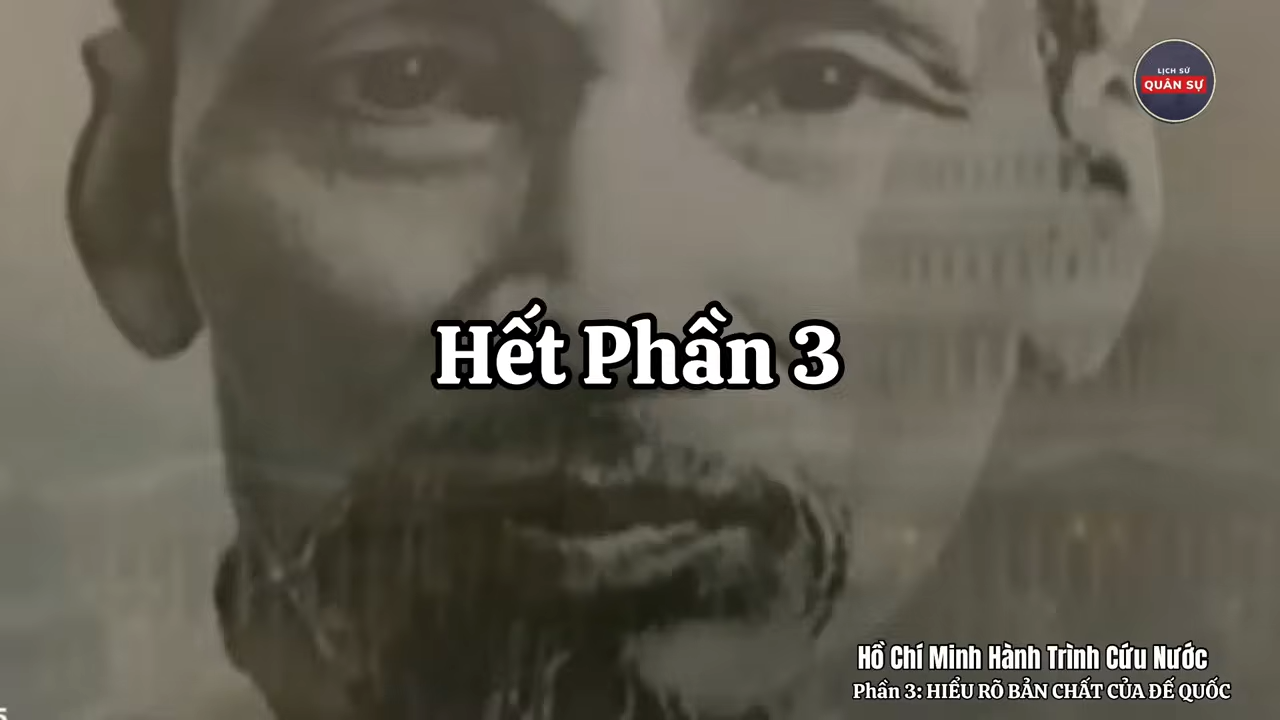 LỊCH SỬ
QUÂN SỰ
Hết Phần 3
Hồ Chí Minh Hành Trình Cứu Nước
Phần 3: HIỂU RÕ BẢN CHẤT CỦA ĐẾ QUỐC